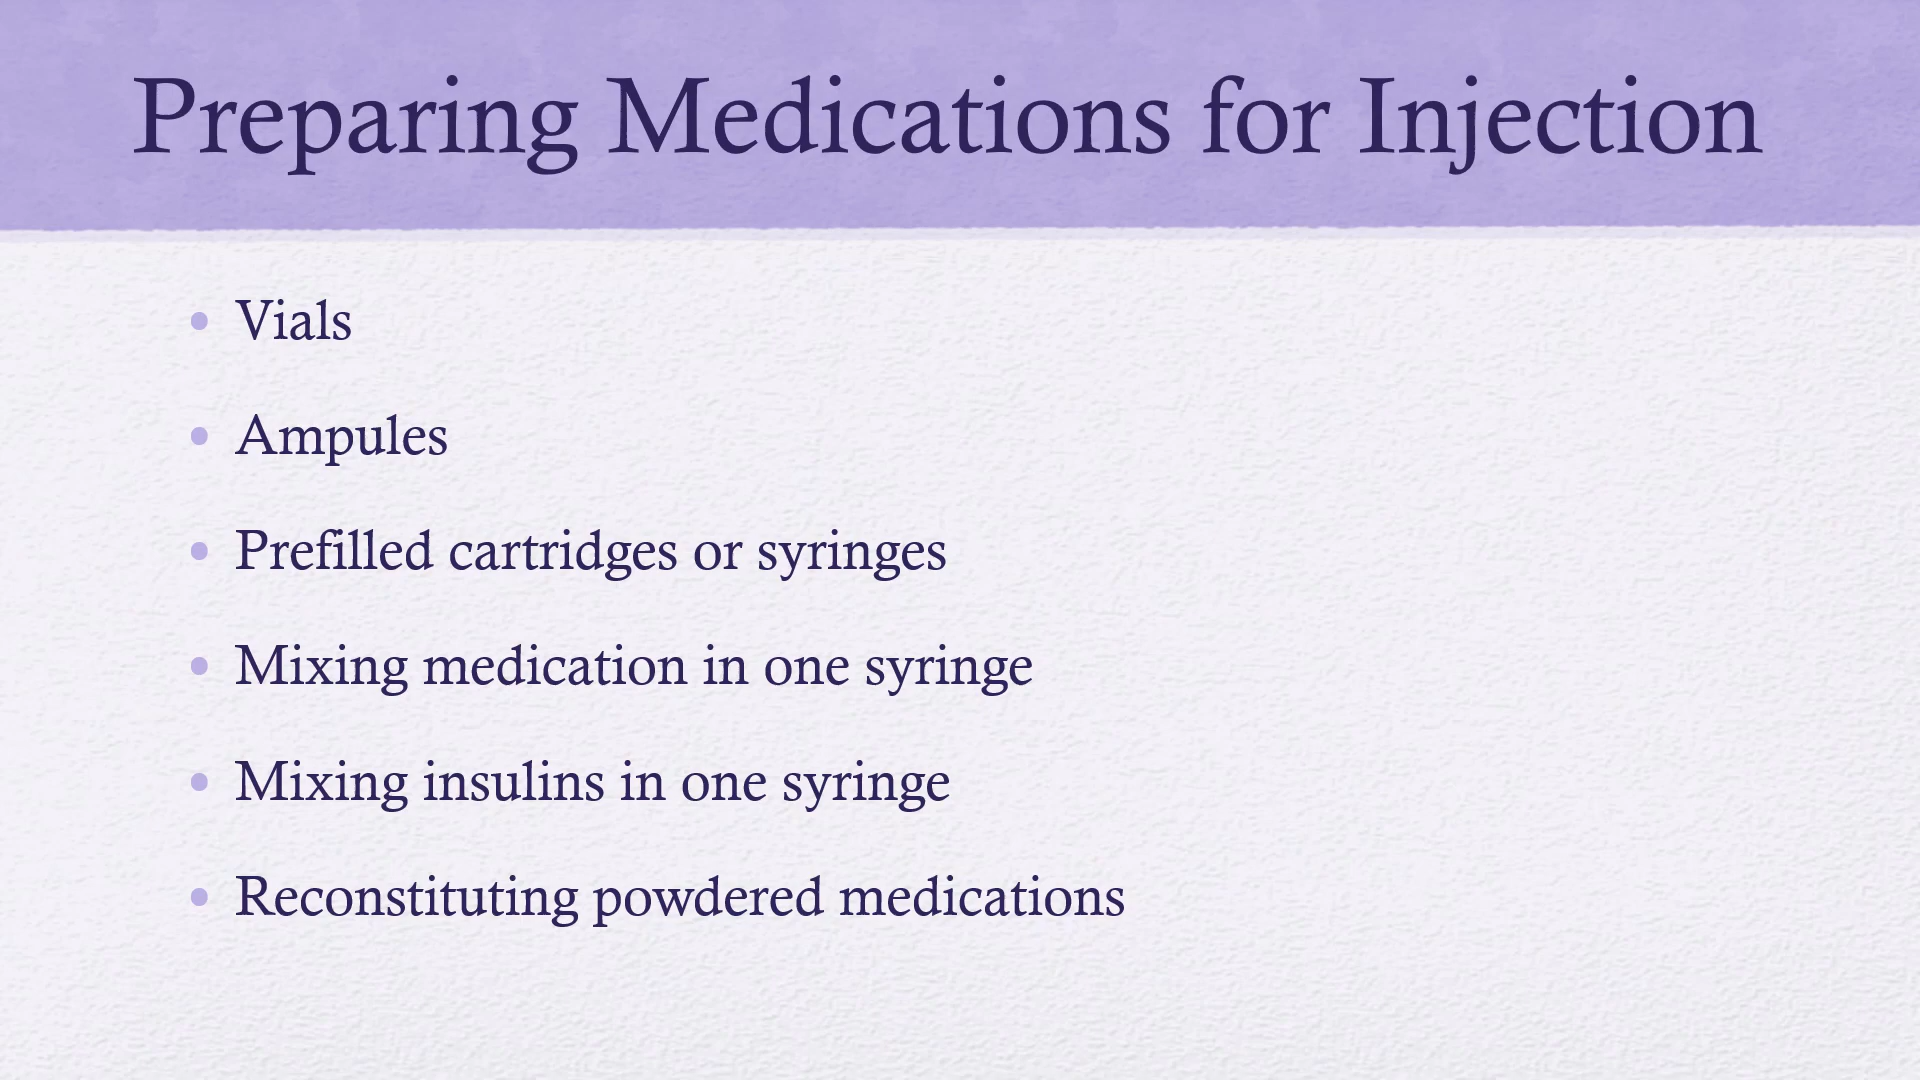 Preparing Medications for Injection
• Vials
• Ampules
• Prefilled cartridges or syringes
• Mixing medication in one syringe
• Mixing insulins in one syringe
• Reconstituting powdered medications